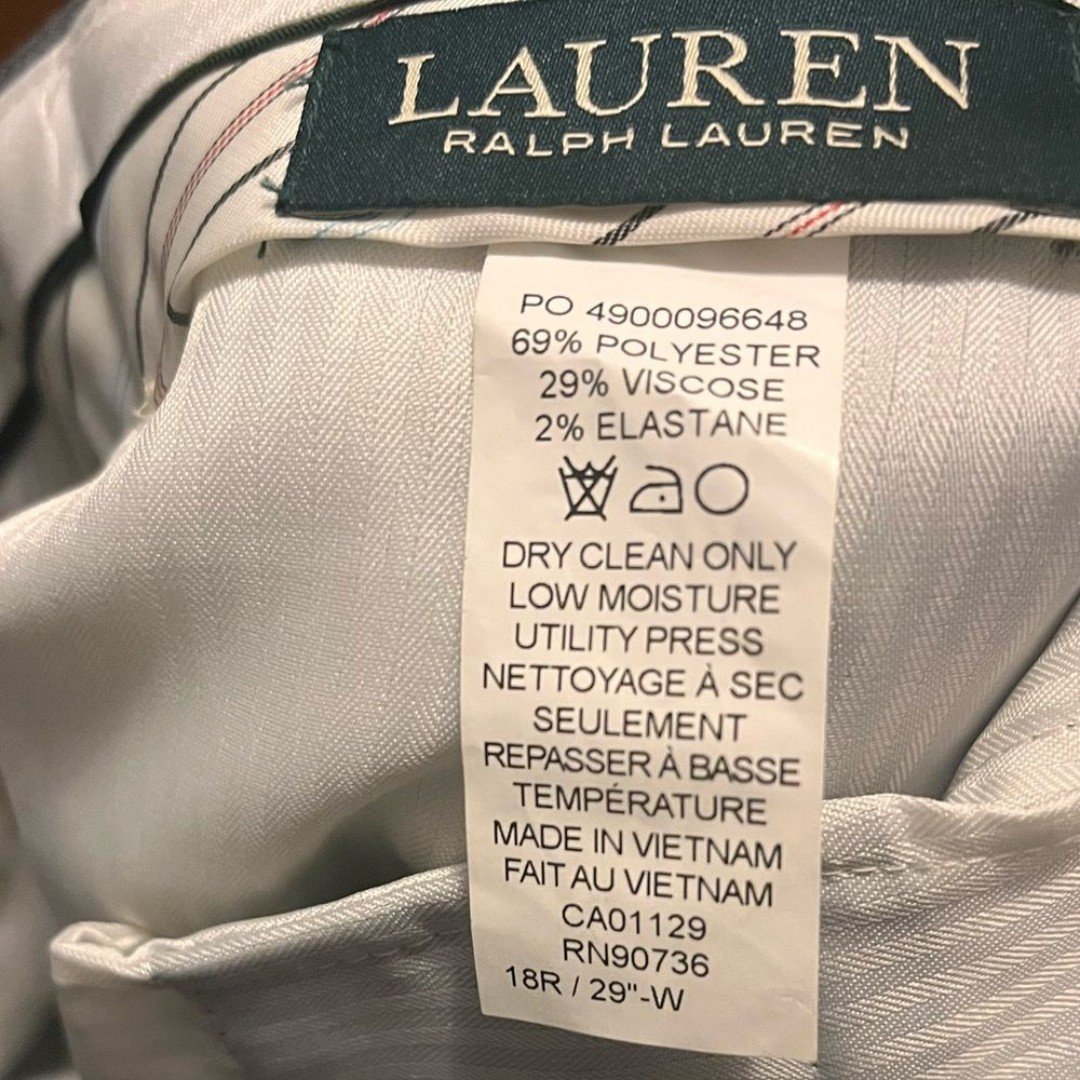 LAUREN
RALPH LAUREN
PO 4900096648
69% POLYESTER
29% VISCOSE
2% ELASTANE
DRY CLEAN ONLY
LOW MOISTURE
UTILITY PRESS
NETTOYAGE À SEC
SEULEMENT
REPASSER À BASSE
TEMPÉRATURE
MADE IN VIETNAM
FAIT AU VIETNAM
CA01129
RN90736
18R / 29"-W